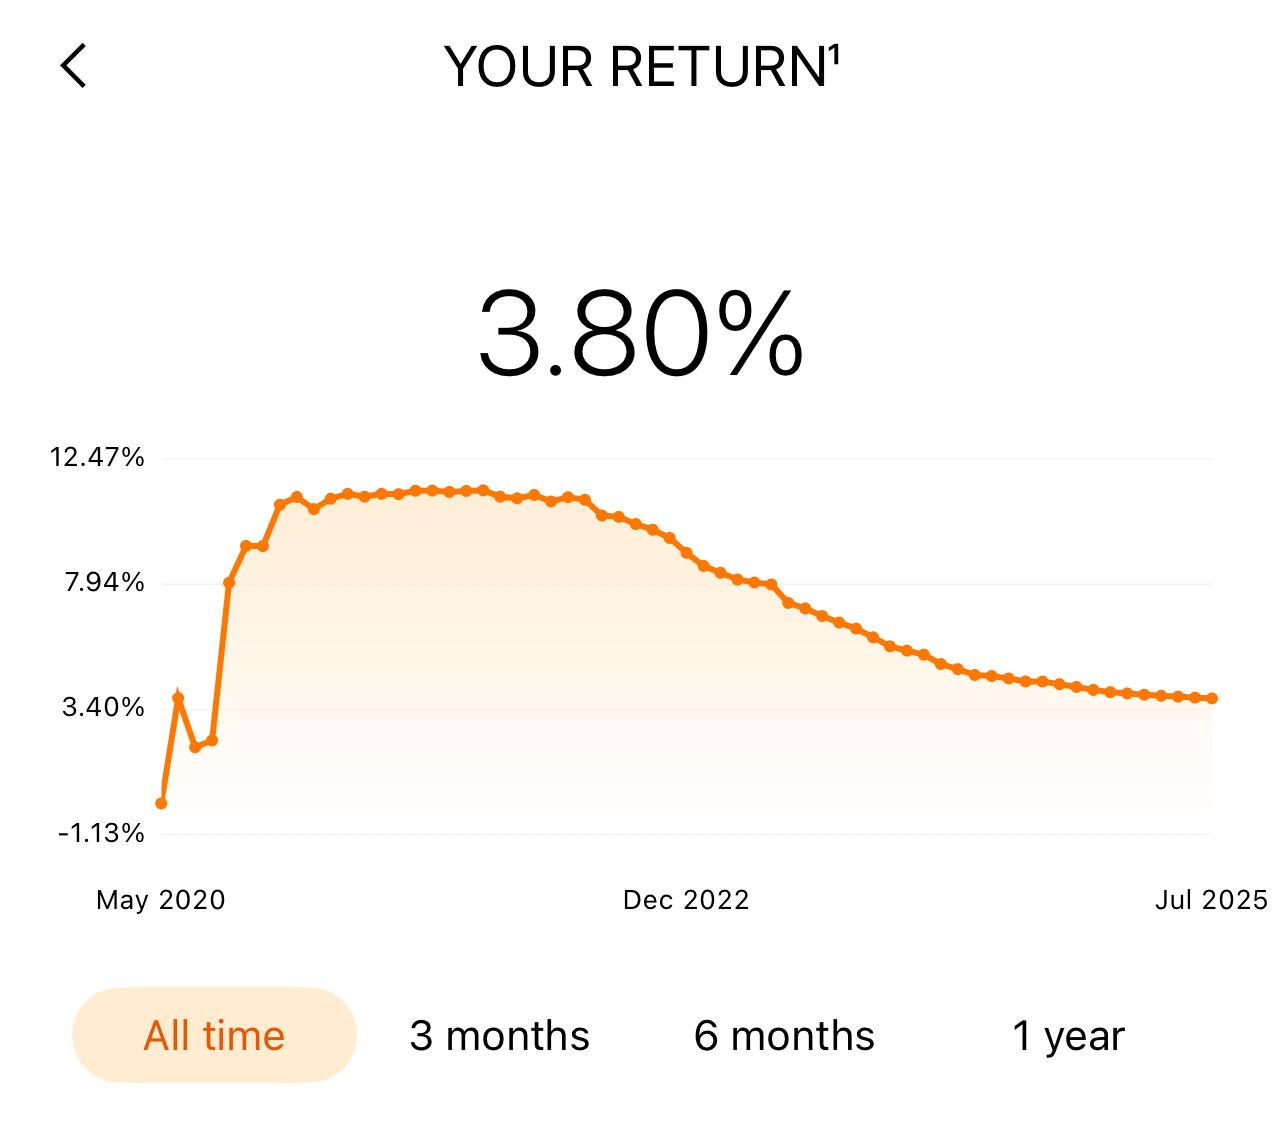 YOUR RETURN¹
3.80%
12.47%
7.94%
3.40%
-1.13%
May 2020 Dec 2022 Jul 2025
All time 3 months 6 months 1 year